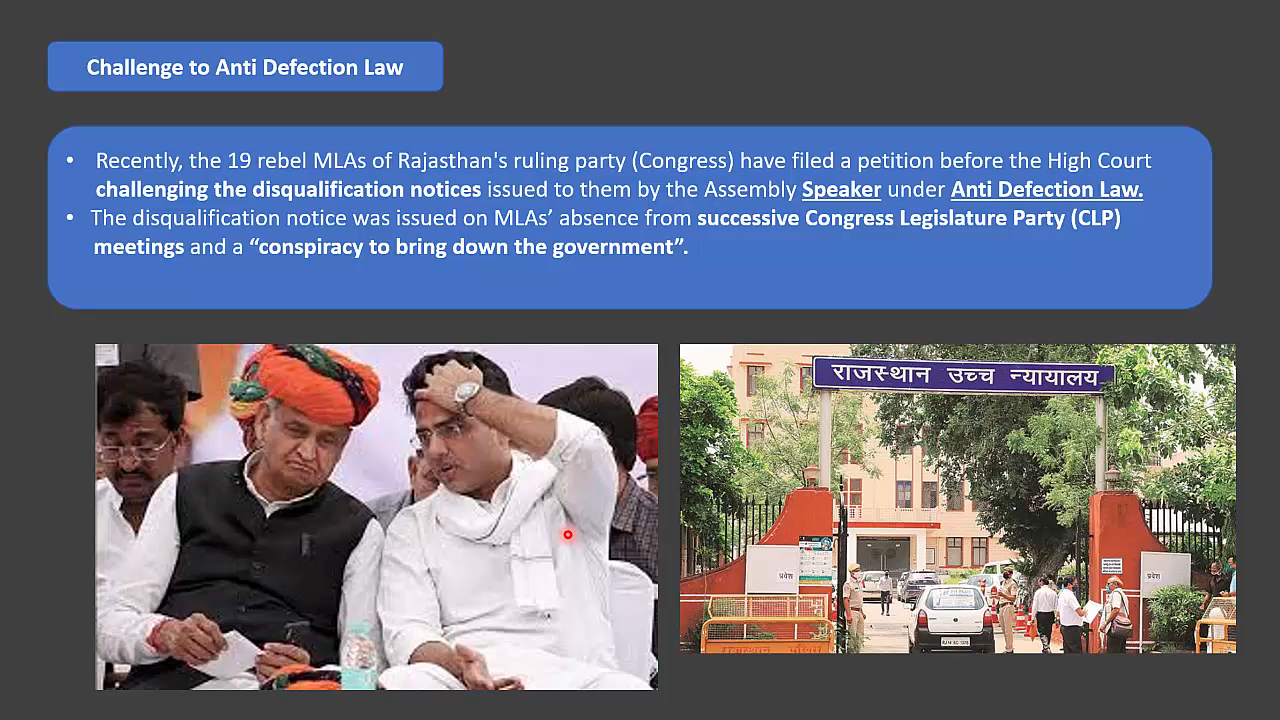 Challenge to Anti Defection Law
• Recently, the 19 rebel MLAs of Rajasthan's ruling party (Congress) have filed a petition before the High Court
challenging the disqualification notices issued to them by the Assembly Speaker under Anti Defection Law.
• The disqualification notice was issued on MLAs’ absence from successive Congress Legislature Party (CLP)
meetings and a “conspiracy to bring down the government”.
राजस्थान उच्च न्यायालय
प्रवेश
प्रवेश
राजस्थान पुलिस